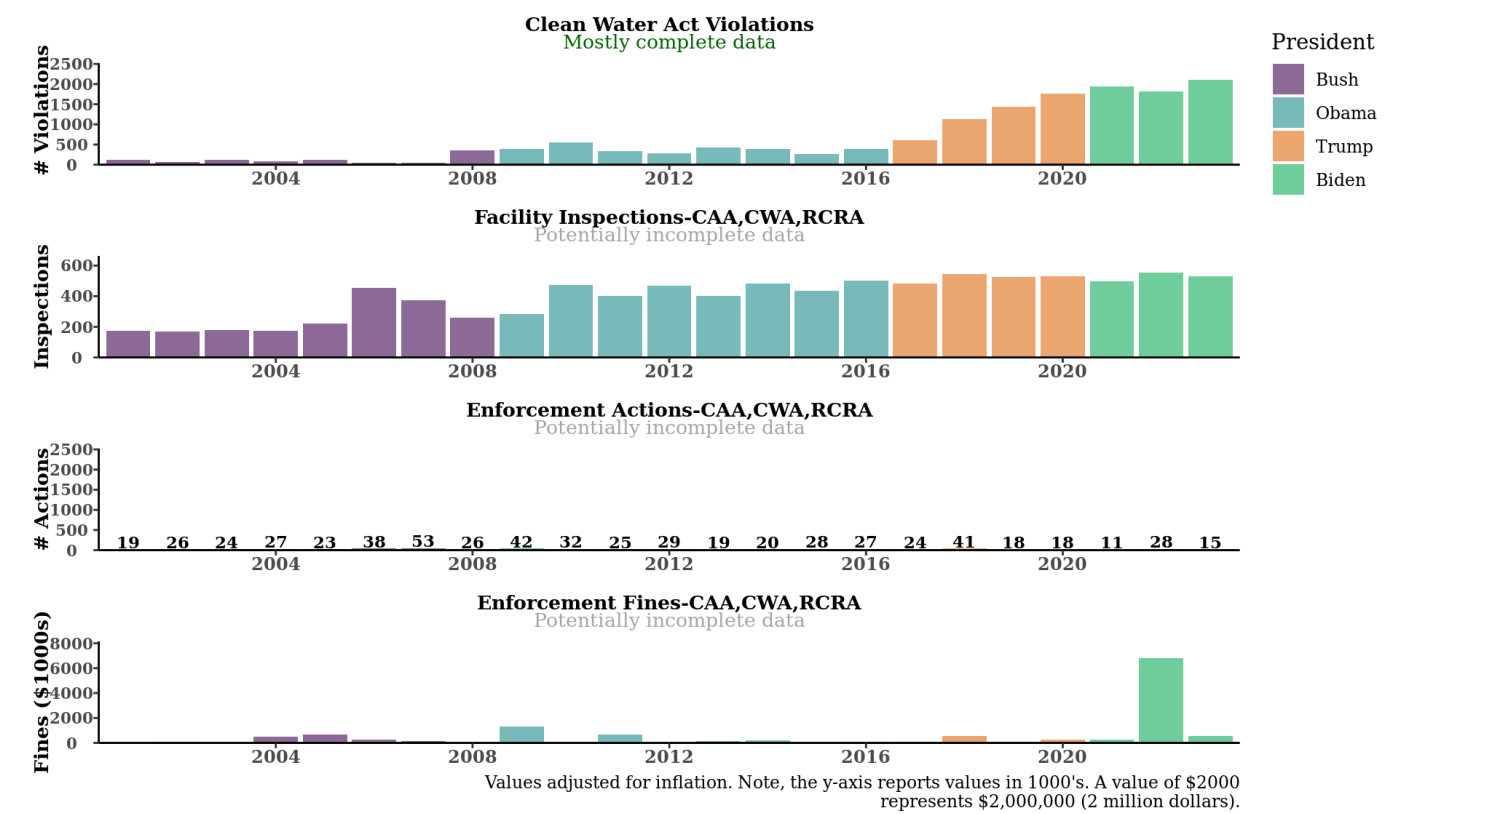 Clean Water Act Violations
Mostly complete data
# Violations
2500
2000
1500
1000
500
0
2004 2008 2012 2016 2020
President
Bush
Obama
Trump
Biden
Facility Inspections-CAA,CWA,RCRA
Potentially incomplete data
Inspections
600
400
200
0
2004 2008 2012 2016 2020
Enforcement Actions-CAA,CWA,RCRA
Potentially incomplete data
# Actions
2500
2000
1500
1000
500
0
19 26 24 27 23 38 53 26 42 32 25 29 19 20 28 27 24 41 18 18 11 28 15
2004 2008 2012 2016 2020
Enforcement Fines-CAA,CWA,RCRA
Potentially incomplete data
Fines ($1000s)
8000
6000
4000
2000
0
2004 2008 2012 2016 2020
Values adjusted for inflation. Note, the y-axis reports values in 1000's. A value of $2000
represents $2,000,000 (2 million dollars).